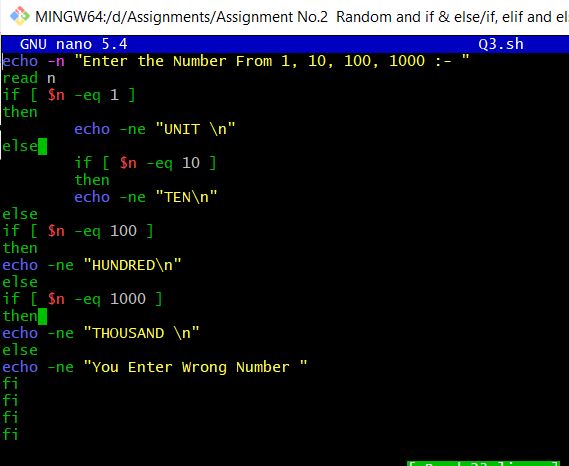 MINGW64:/d/Assignments/Assignment No.2 Random and if & else/if, elif and el
GNU nano 5.4 Q3.sh
echo -n "Enter the Number From 1, 10, 100, 1000 :- "
read n
if [ $n -eq 1 ]
then
echo -ne "UNIT \n"
else
if [ $n -eq 10 ]
then
echo -ne "TEN\n"
else
if [ $n -eq 100 ]
then
echo -ne "HUNDRED\n"
else
if [ $n -eq 1000 ]
then
echo -ne "THOUSAND \n"
else
echo -ne "You Enter Wrong Number "
fi
fi
fi
fi